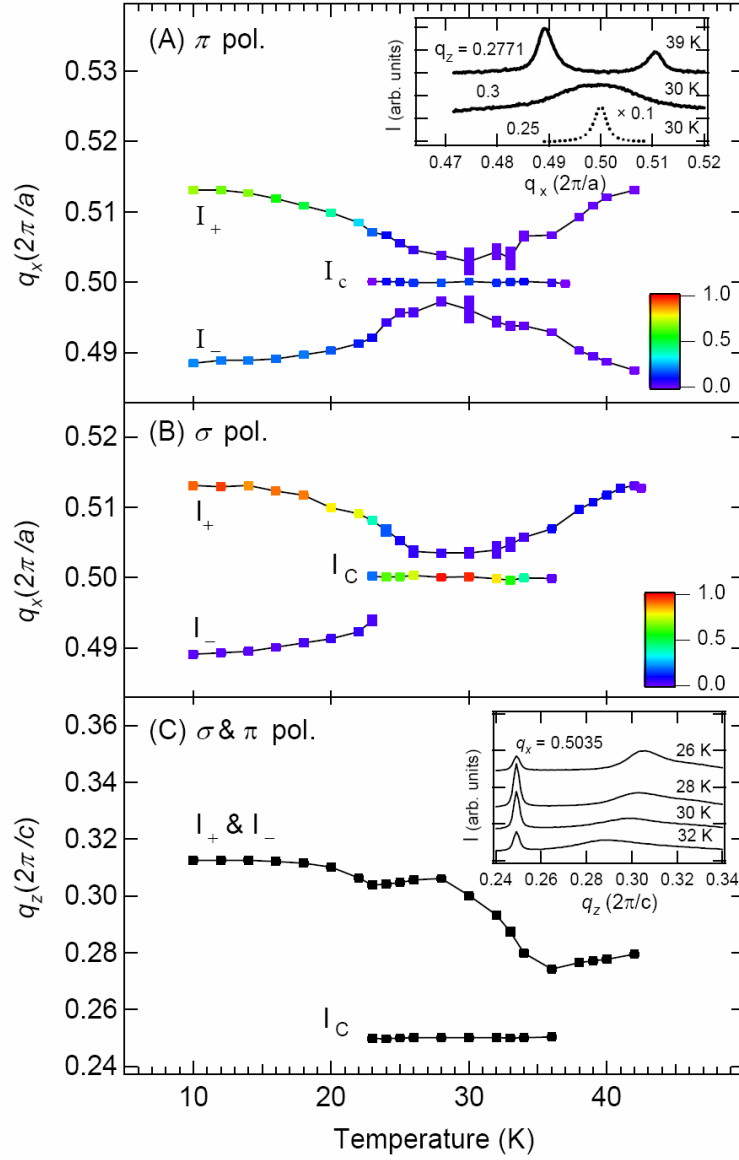 (A) π pol.
q_z = 0.2771
39 K
0.3
30 K
× 0.1
0.25
30 K
I (arb. units)
0.47 0.48 0.49 0.50 0.51 0.52
q_x (2π/a)
0.53
0.52
0.51
0.50
0.49
q_x(2π/a)
I_+
I_c
I_−
1.0
0.5
0.0
(B) σ pol.
0.52
0.51
0.50
0.49
q_x(2π/a)
I_+
I_C
I_−
1.0
0.5
0.0
(C) σ & π pol.
q_x = 0.5035
26 K
28 K
30 K
32 K
I (arb. units)
0.24 0.26 0.28 0.30 0.32 0.34
q_z (2π/c)
0.36
0.34
0.32
0.30
0.28
0.26
0.24
q_z(2π/c)
I_+ & I_−
I_C
10 20 30 40
Temperature (K)